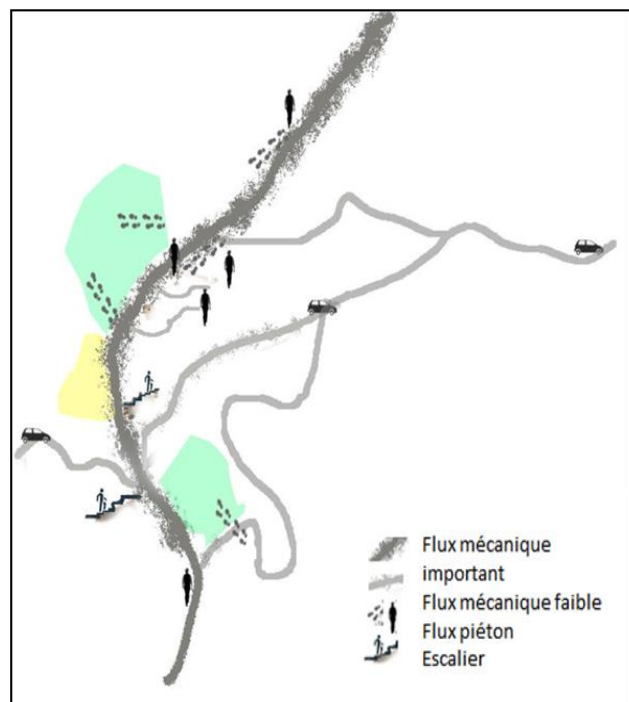 Flux mécanique
important
Flux mécanique faible
Flux piéton
Escalier